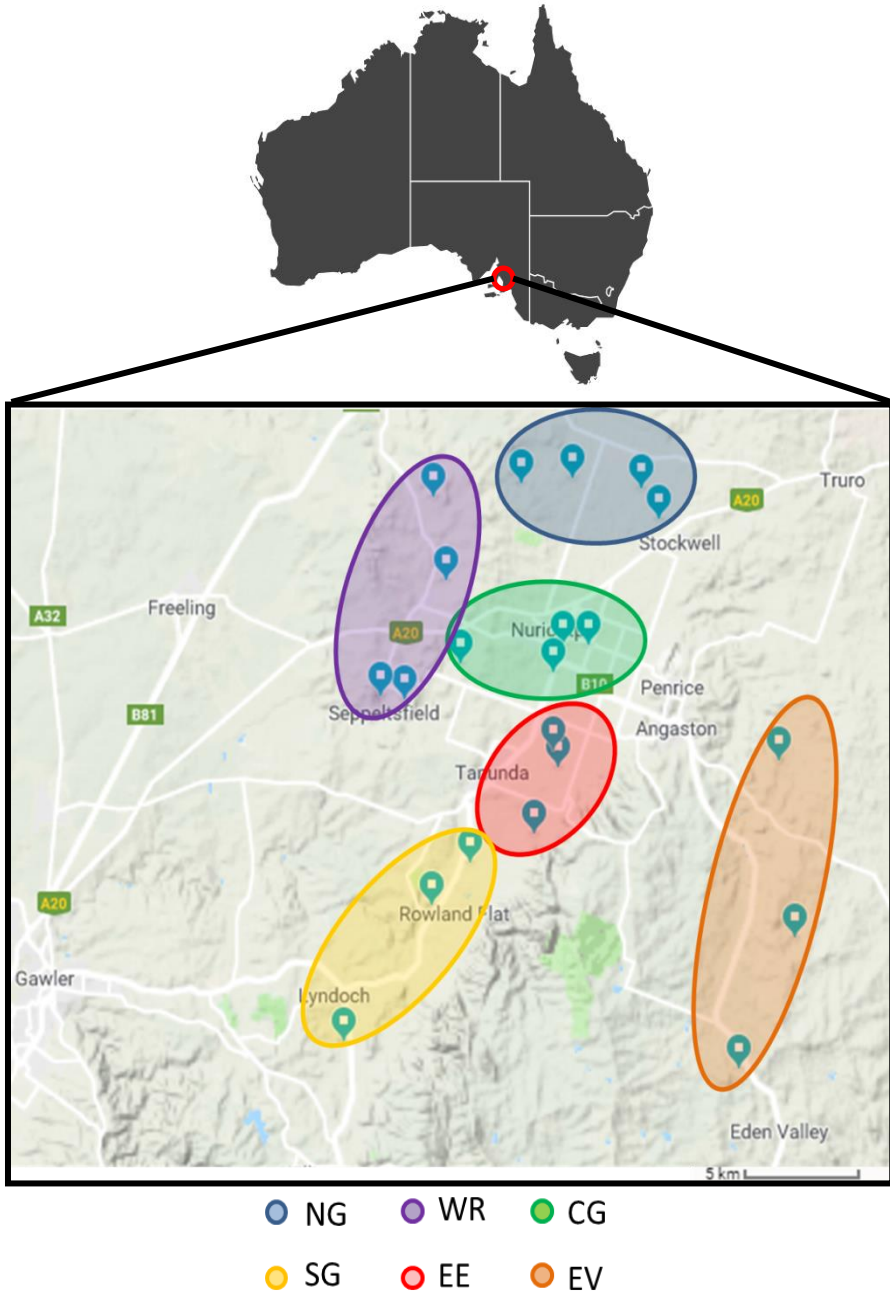 Truro
A20
Stockwell
Freeling
A32
A20
Nurioopa
B10
Penrice
Seppeltsfield
B81
Angaston
Tanunda
A20
Rowland Flat
Gawler
Lyndoch
Eden Valley
5 km
NG WR CG
SG EE EV